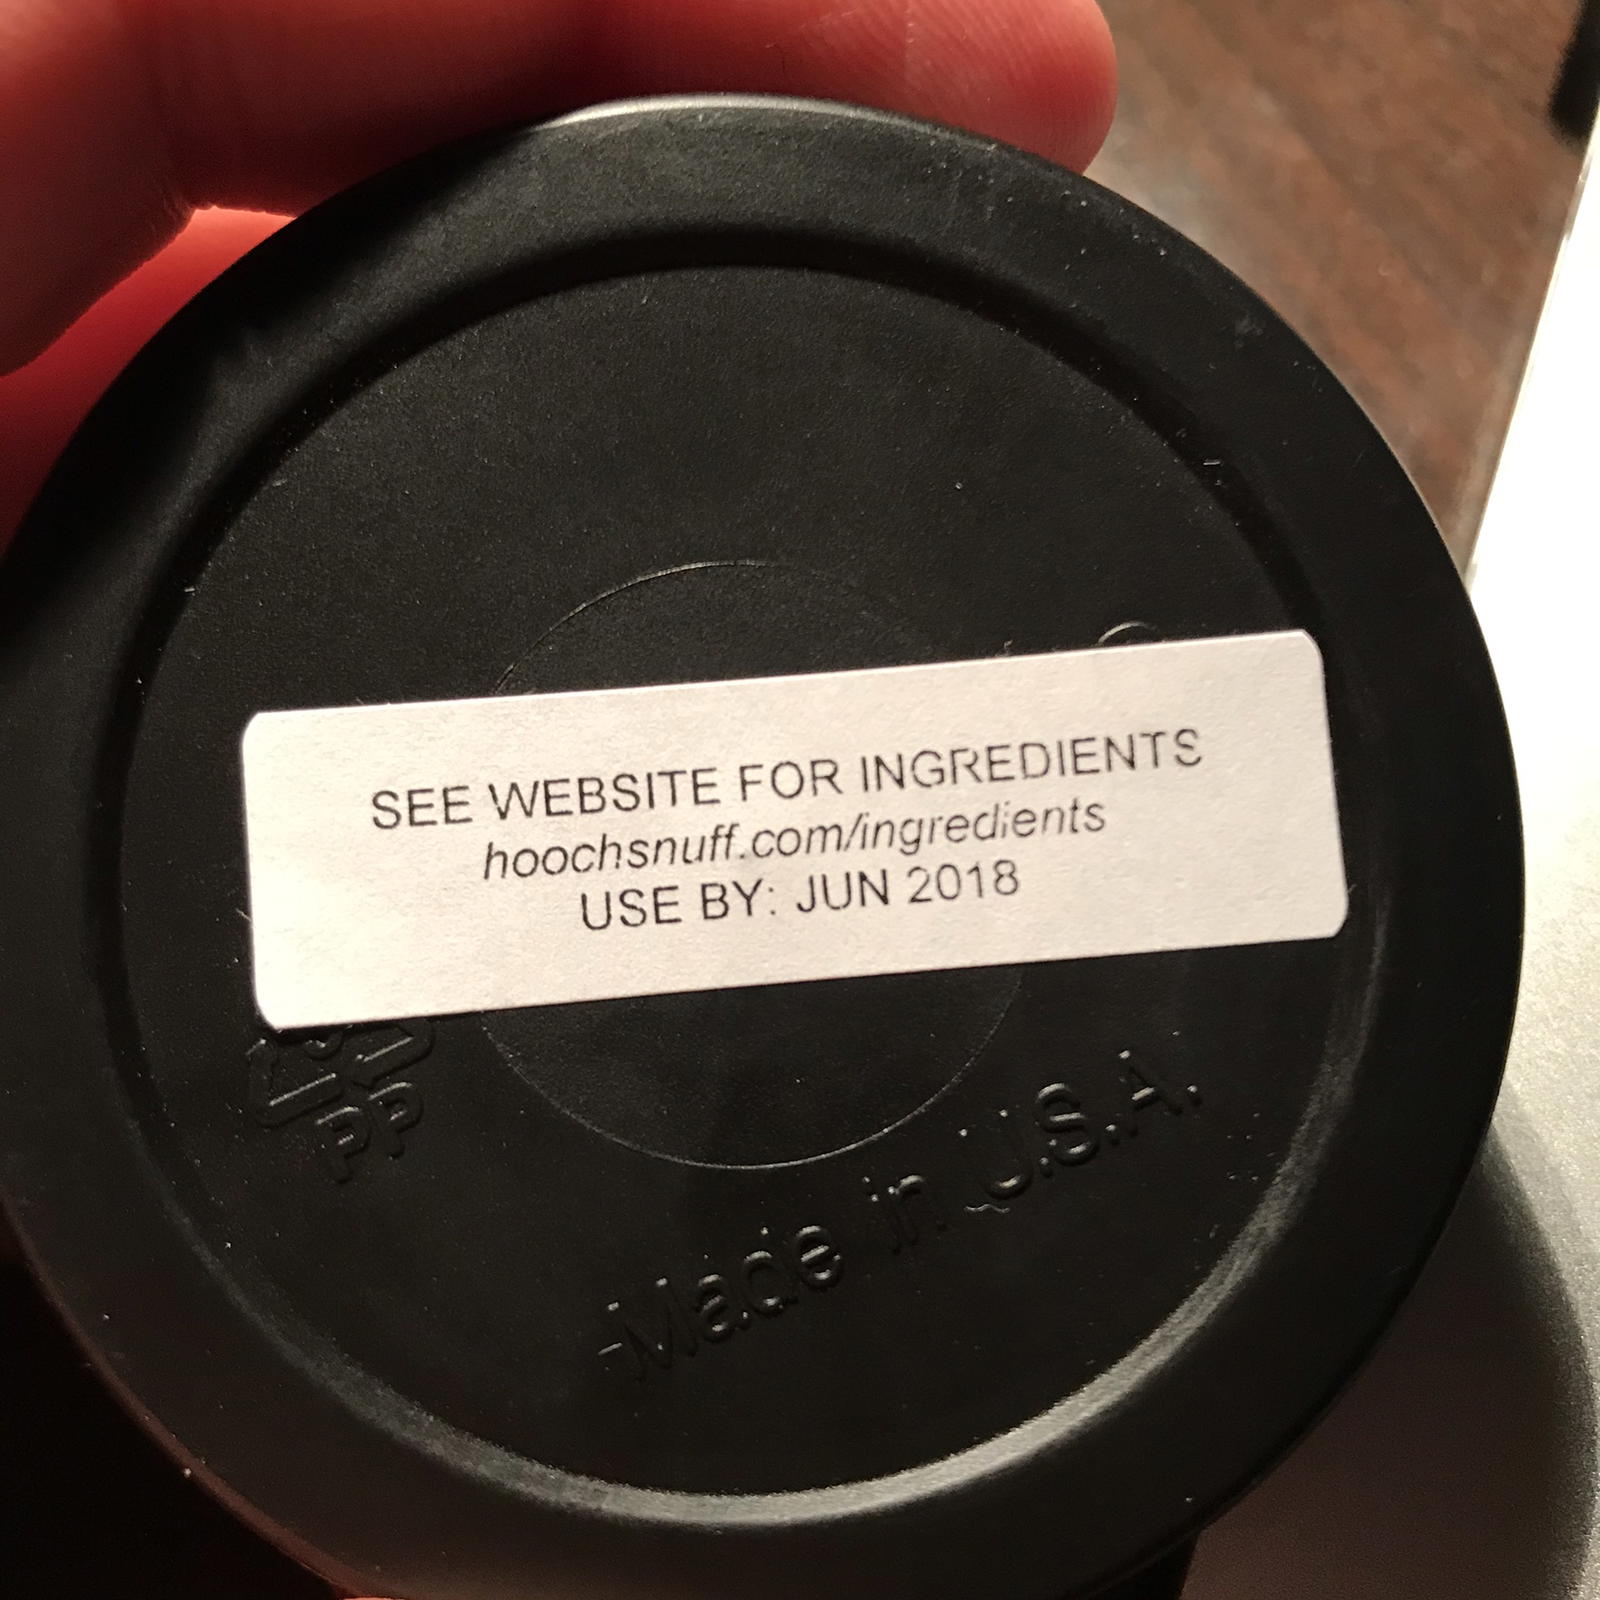 SEE WEBSITE FOR INGREDIENTS
hoochsnuff.com/ingredients
USE BY: JUN 2018
PP
Made in U.S.A.